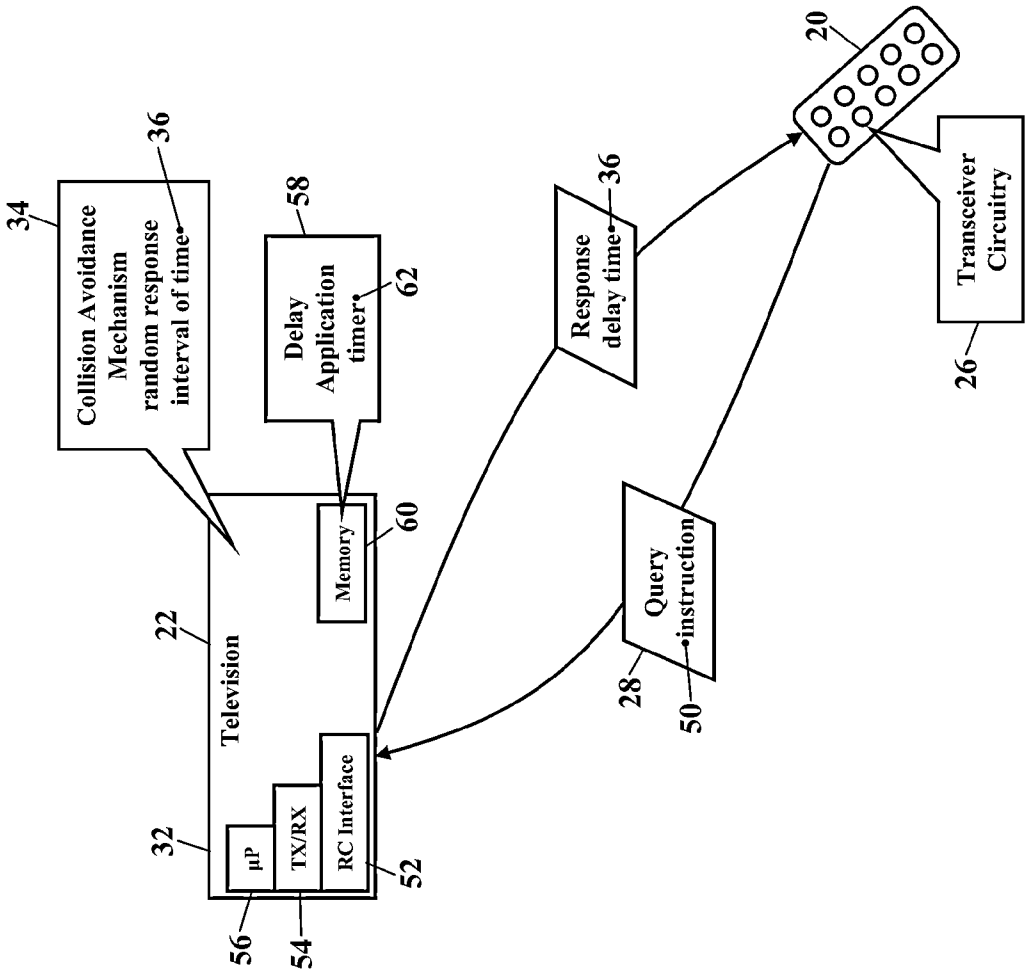 34
Collision Avoidance
Mechanism
random response
interval of time
36
58
Delay
Application
timer
62
32
22
Television
µP
TX/RX
RC Interface
56
54
52
Memory
60
Response
delay time
36
28
Query
instruction
50
20
Transceiver
Circuitry
26